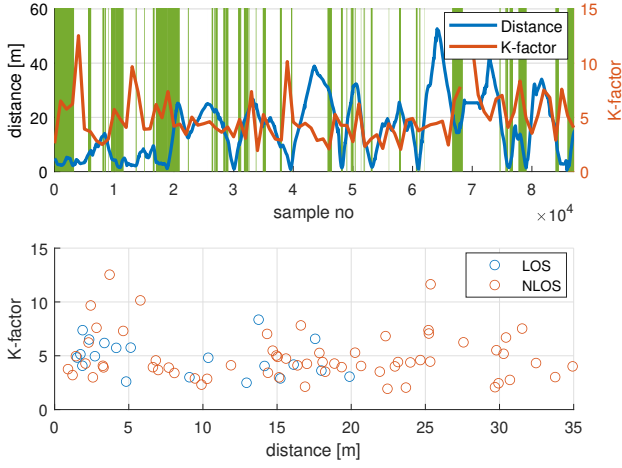 60
40
20
0
distance [m]
15
10
5
0
K-factor
Distance
K-factor
0 1 2 3 4 5 6 7 8
sample no
× 10⁴
15
10
5
0
K-factor
LOS
NLOS
0 5 10 15 20 25 30 35
distance [m]